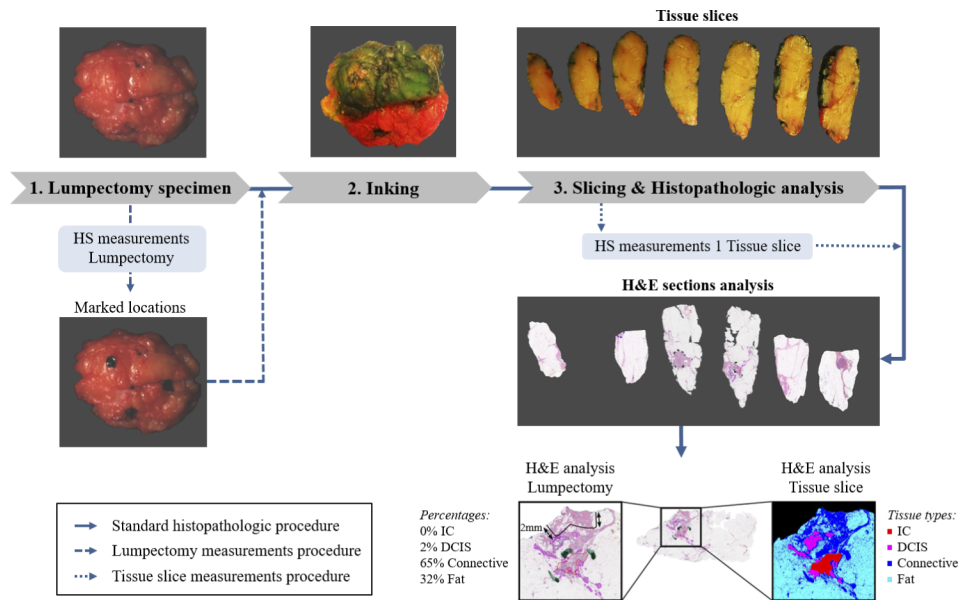 Tissue slices
1. Lumpectomy specimen
2. Inking
3. Slicing & Histopathologic analysis
HS measurements
Lumpectomy
HS measurements 1 Tissue slice
Marked locations
H&E sections analysis
H&E analysis
Lumpectomy
H&E analysis
Tissue slice
Percentages:
0% IC
2% DCIS
65% Connective
32% Fat
2mm
Tissue types:
IC
DCIS
Connective
Fat
Standard histopathologic procedure
Lumpectomy measurements procedure
Tissue slice measurements procedure